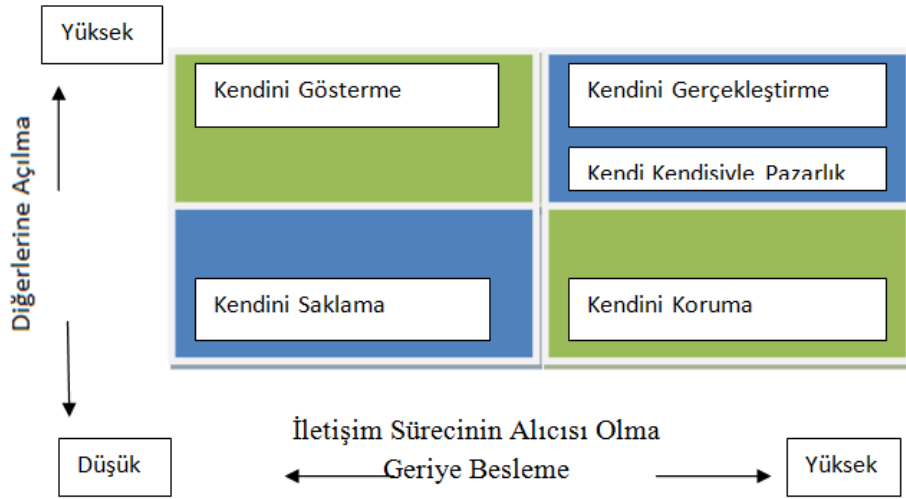 Yüksek
Kendini Gösterme
Kendini Gerçekleştirme
Kendi Kendisiyle Pazarlık
Diğerlerine Açılma
Kendini Saklama
Kendini Koruma
İletişim Sürecinin Alıcısı Olma
Düşük
Geriye Besleme
Yüksek